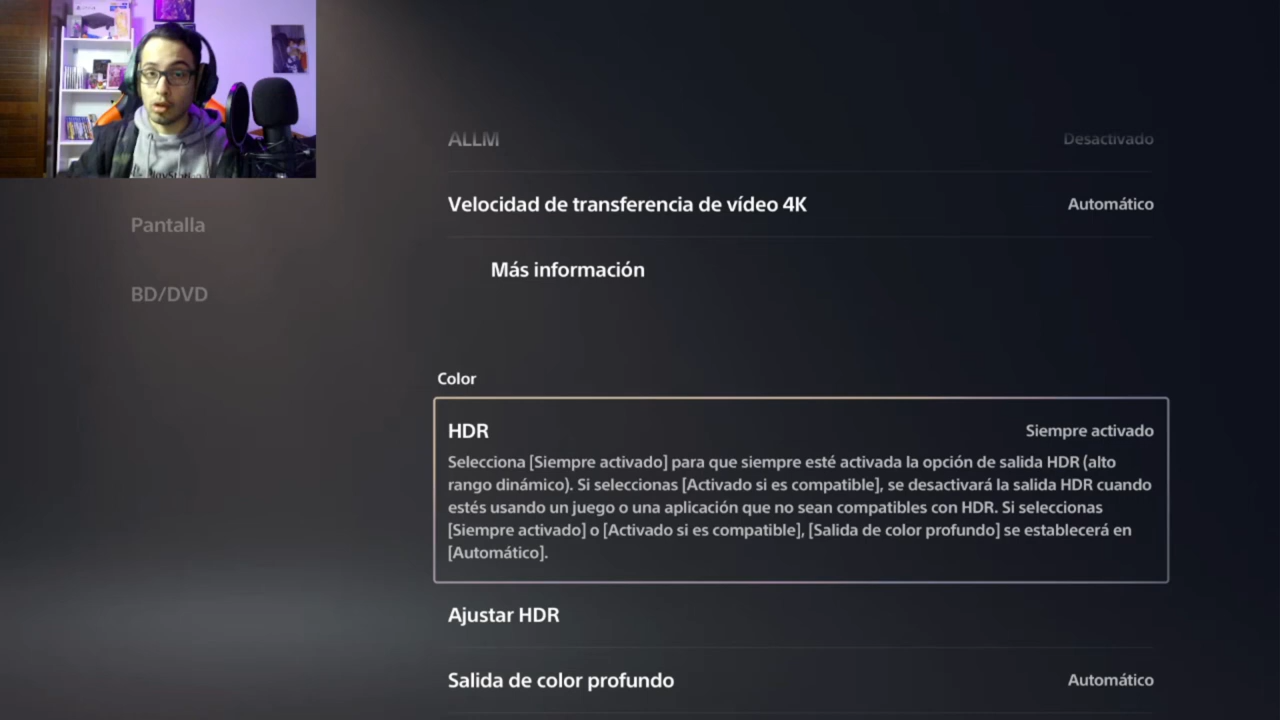 ALLM
Desactivado
Velocidad de transferencia de vídeo 4K
Automático
Pantalla
Más información
BD/DVD
Color
HDR
Siempre activado
Selecciona [Siempre activado] para que siempre esté activada la opción de salida HDR (alto
rango dinámico). Si seleccionas [Activado si es compatible], se desactivará la salida HDR cuando
estés usando un juego o una aplicación que no sean compatibles con HDR. Si seleccionas
[Siempre activado] o [Activado si es compatible], [Salida de color profundo] se establecerá en
[Automático].
Ajustar HDR
Salida de color profundo
Automático